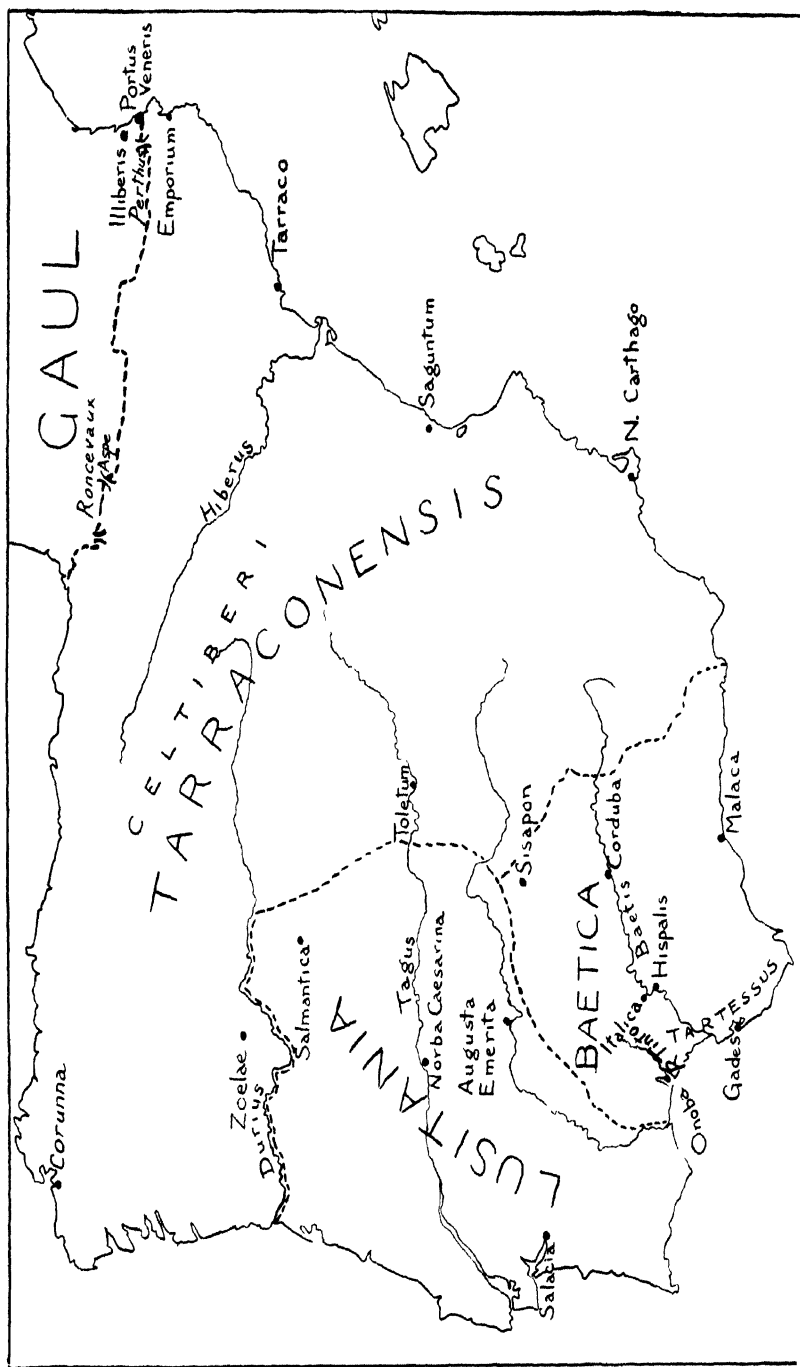 GAUL
Corunna
Roncevaux
Aspe
Illiberis
Portus
Veneris
Perthus
Emporium
Hiberus
CELTIBERI
TARRACONENSIS
Tarraco
Zoelae
Durius
Salmantica
LUSITANIA
Tagus
Toletum
Norba Caesarina
Augusta
Emerita
Saguntum
Sisapon
BAETICA
Corduba
Baetis
Hispalis
Italica
R. Tinto
TARTESSUS
Gades
Onoba
Salacia
Malaca
N. Carthago